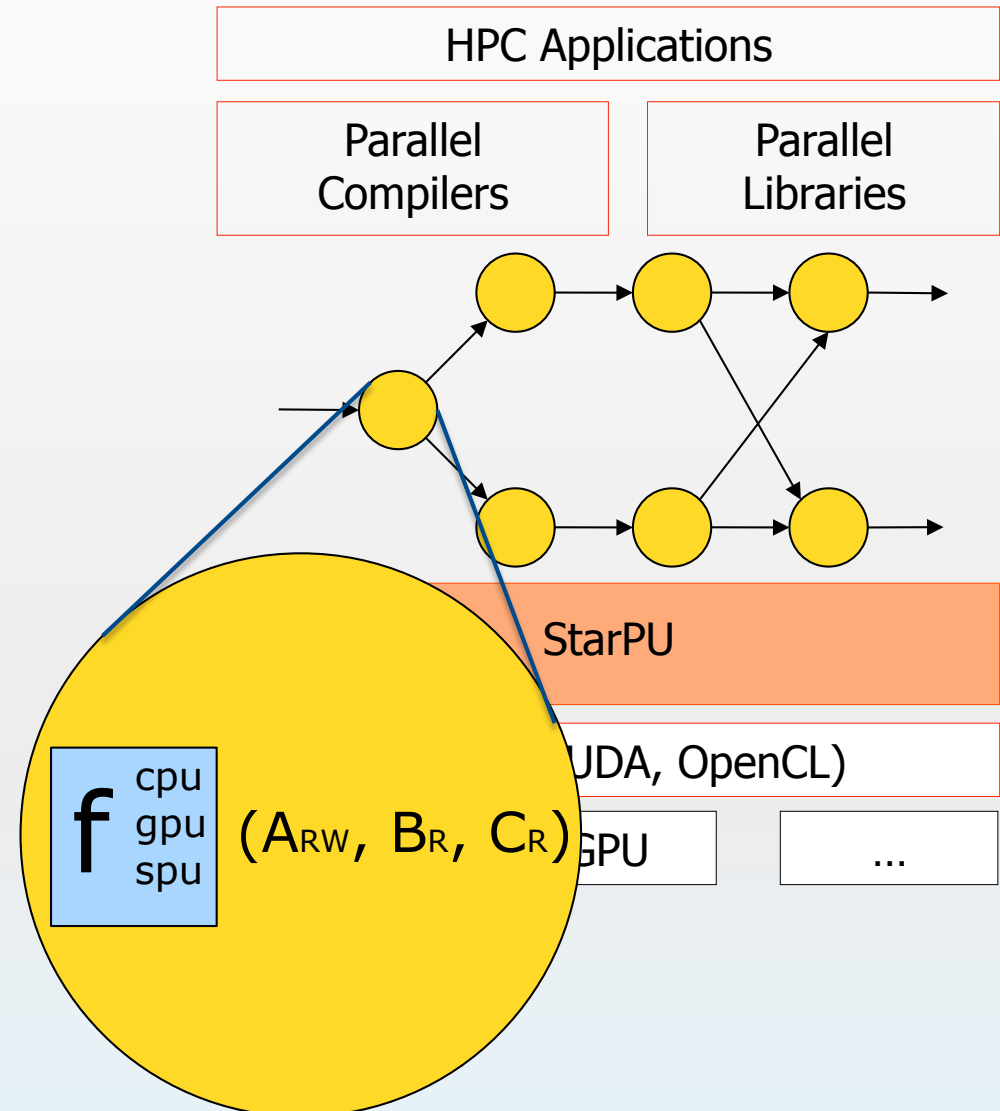 HPC Applications
Parallel
Compilers
Parallel
Libraries
StarPU
UDA, OpenCL)
GPU
...
f
cpu
gpu
spu
(ARW, BR, CR)